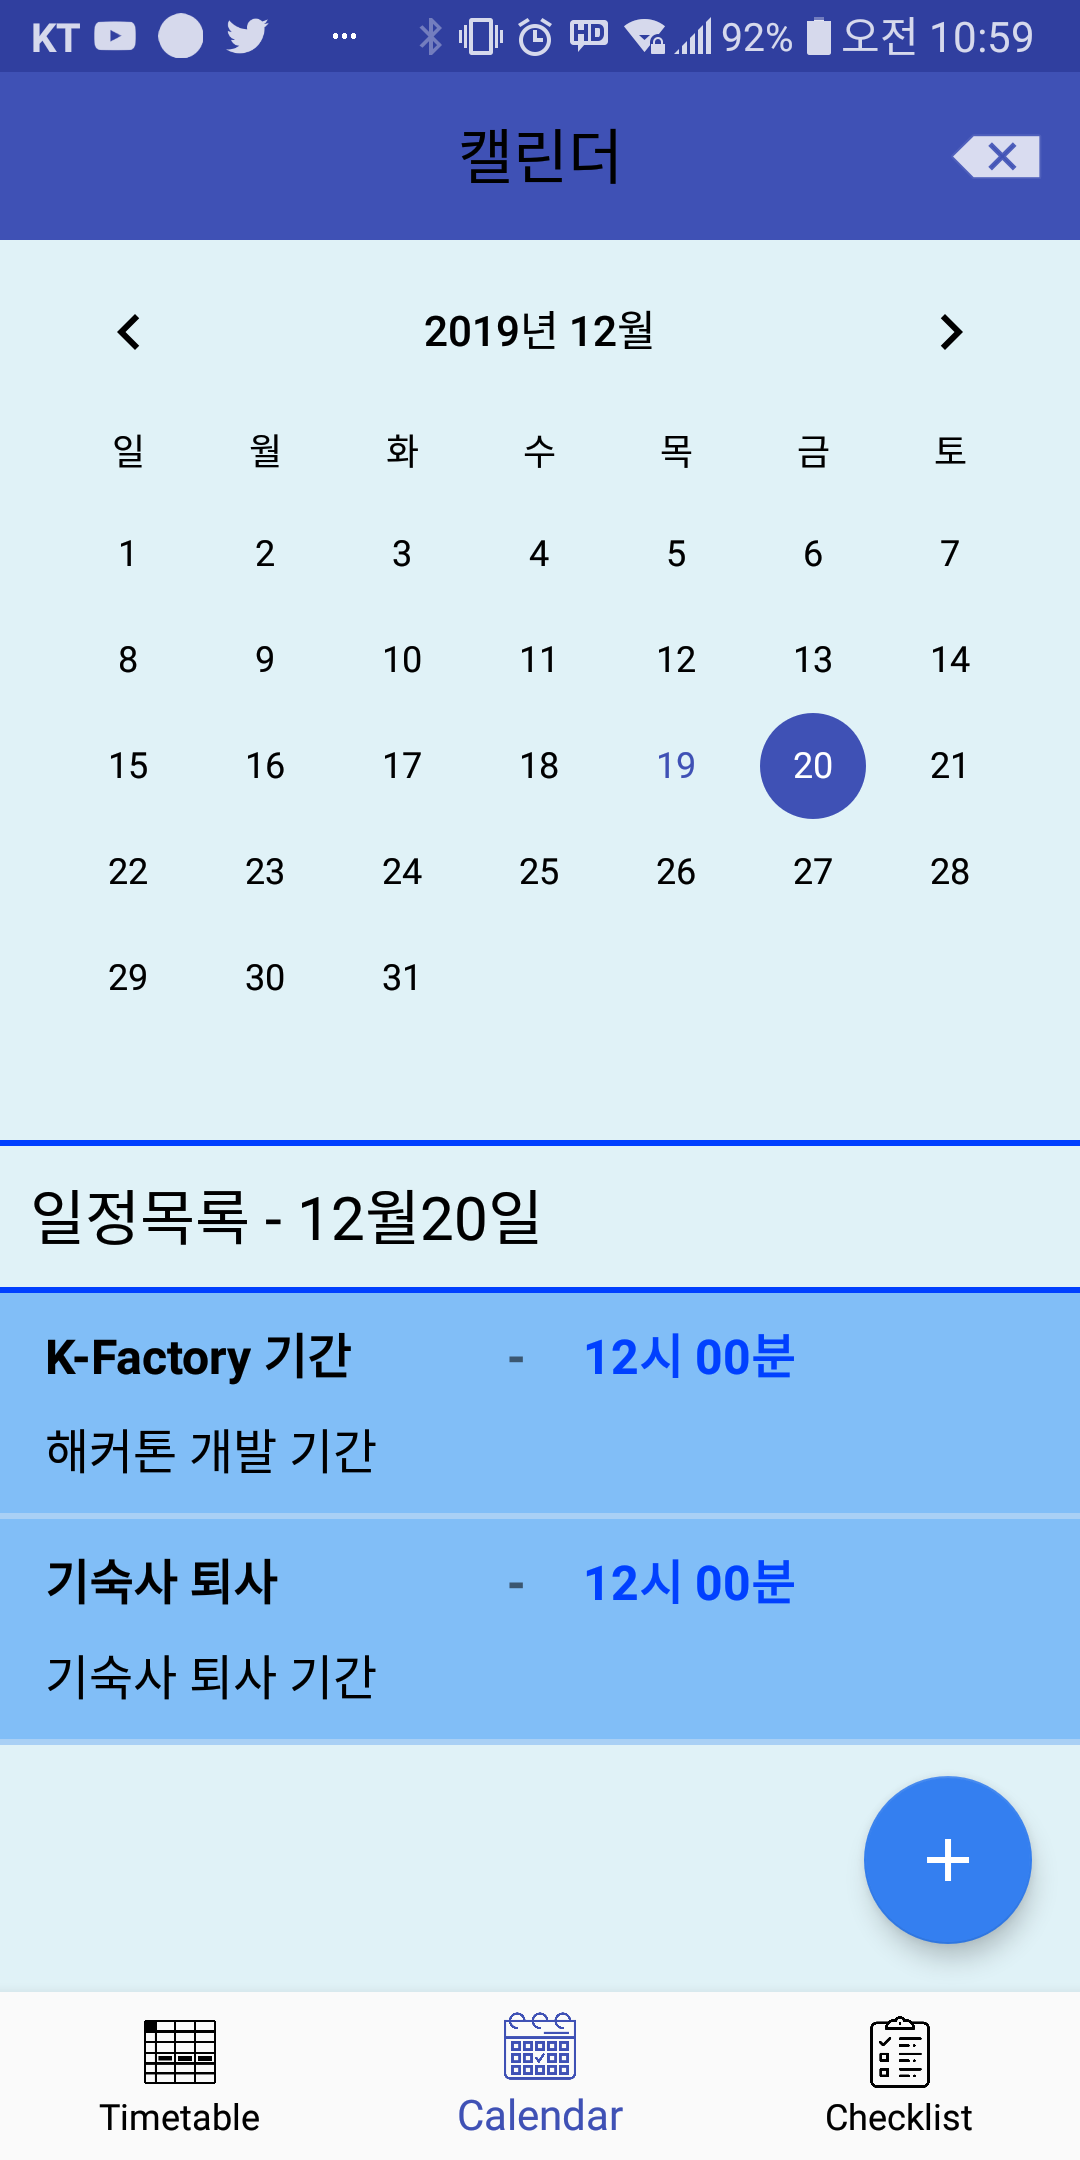 KT ... HD 92% 오전 10:59
캘린더
2019년 12월
일 월 화 수 목 금 토
1 2 3 4 5 6 7
8 9 10 11 12 13 14
15 16 17 18 19 20 21
22 23 24 25 26 27 28
29 30 31
일정목록 - 12월20일
K-Factory 기간 - 12시 00분
해커톤 개발 기간
기숙사 퇴사 - 12시 00분
기숙사 퇴사 기간
+
Timetable Calendar Checklist